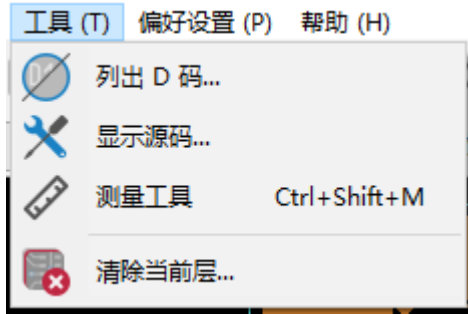 工具 (T) 偏好设置 (P) 帮助 (H)
列出 D 码...
显示源码...
测量工具 Ctrl+Shift+M
清除当前层...